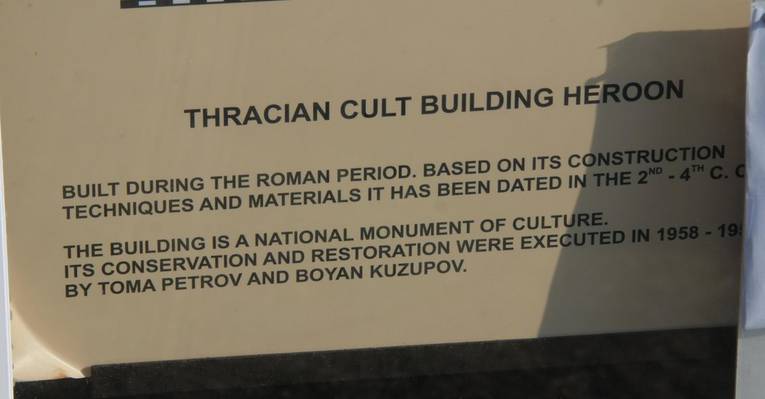 THRACIAN CULT BUILDING HEROON
BUILT DURING THE ROMAN PERIOD. BASED ON ITS CONSTRUCTION
TECHNIQUES AND MATERIALS IT HAS BEEN DATED IN THE 2ND - 4TH C.
THE BUILDING IS A NATIONAL MONUMENT OF CULTURE.
ITS CONSERVATION AND RESTORATION WERE EXECUTED IN 1958 -
BY TOMA PETROV AND BOYAN KUZUPOV.